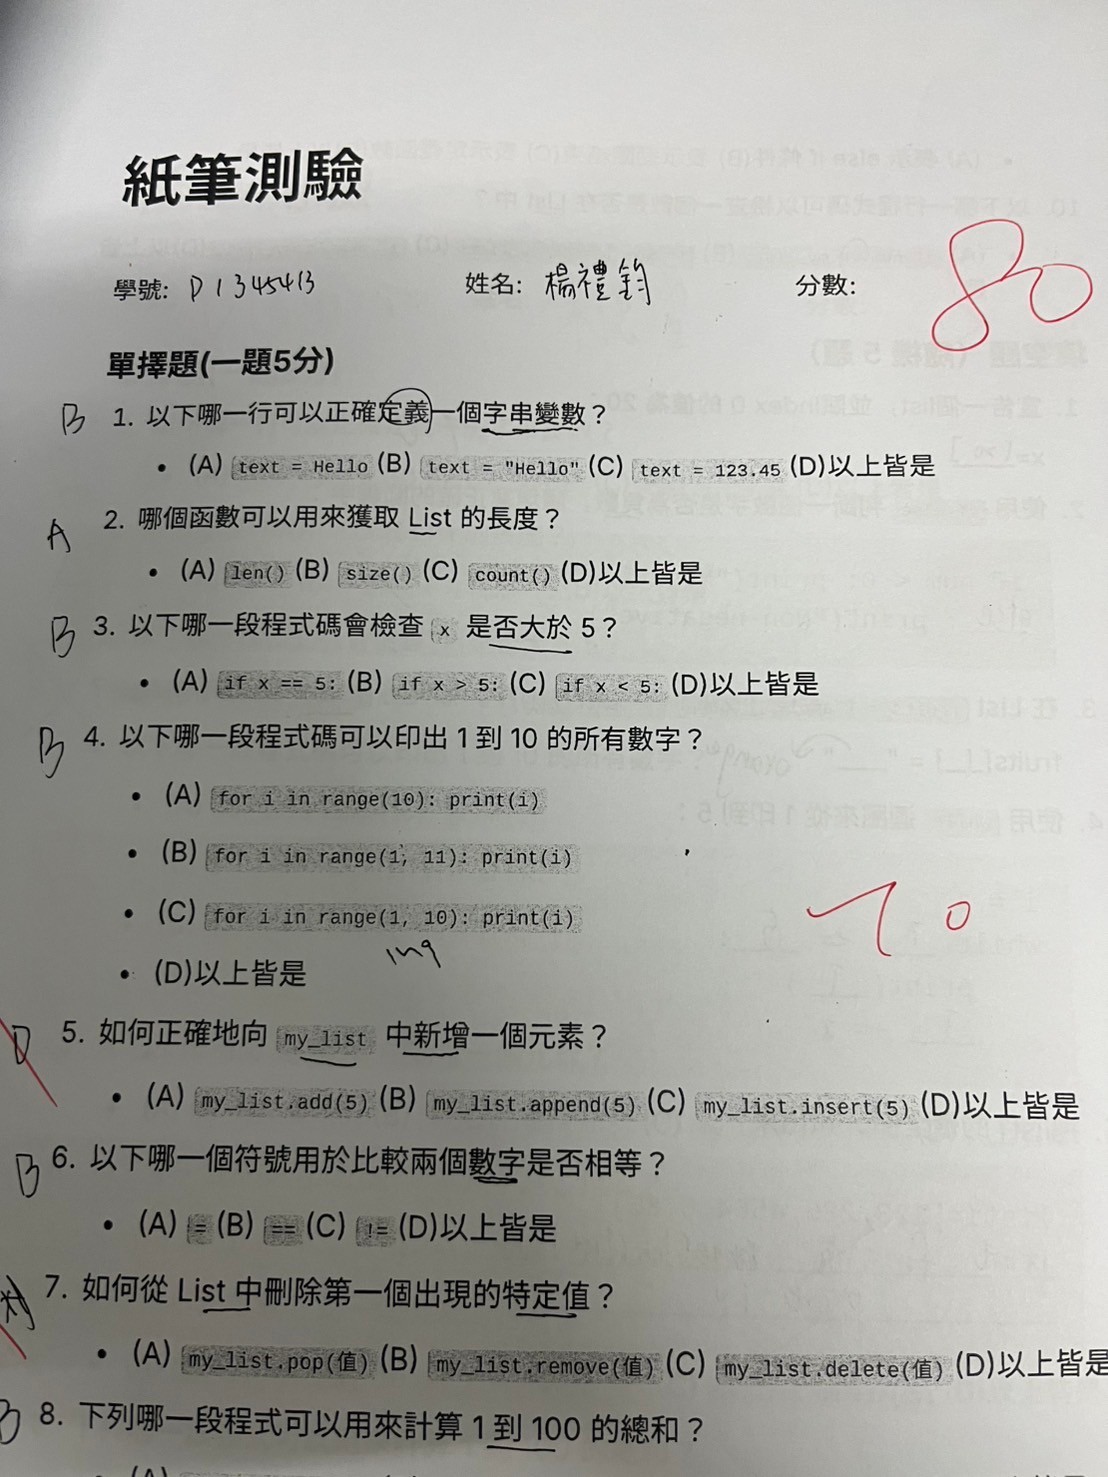 紙筆測驗
學號: D1345413 姓名: 楊禮鈞 分數: 80
單擇題(一題5分)
B 1. 以下哪一行可以正確定義一個字串變數？
• (A) text = Hello (B) text = "Hello" (C) text = 123.45 (D)以上皆是
A 2. 哪個函數可以用來獲取 List 的長度？
• (A) len() (B) size() (C) count() (D)以上皆是
B 3. 以下哪一段程式碼會檢查 x 是否大於 5？
• (A) if x == 5: (B) if x > 5: (C) if x < 5: (D)以上皆是
B 4. 以下哪一段程式碼可以印出 1 到 10 的所有數字？
• (A) for i in range(10): print(i)
• (B) for i in range(1, 11): print(i)
• (C) for i in range(1, 10): print(i)
70
• (D)以上皆是
D 5. 如何正確地向 my_list 中新增一個元素？
• (A) my_list.add(5) (B) my_list.append(5) (C) my_list.insert(5) (D)以上皆是
B 6. 以下哪一個符號用於比較兩個數字是否相等？
• (A) = (B) == (C) != (D)以上皆是
7. 如何從 List 中刪除第一個出現的特定值？
• (A) my_list.pop(值) (B) my_list.remove(值) (C) my_list.delete(值) (D)以上皆是
B 8. 下列哪一段程式可以用來計算 1 到 100 的總和？